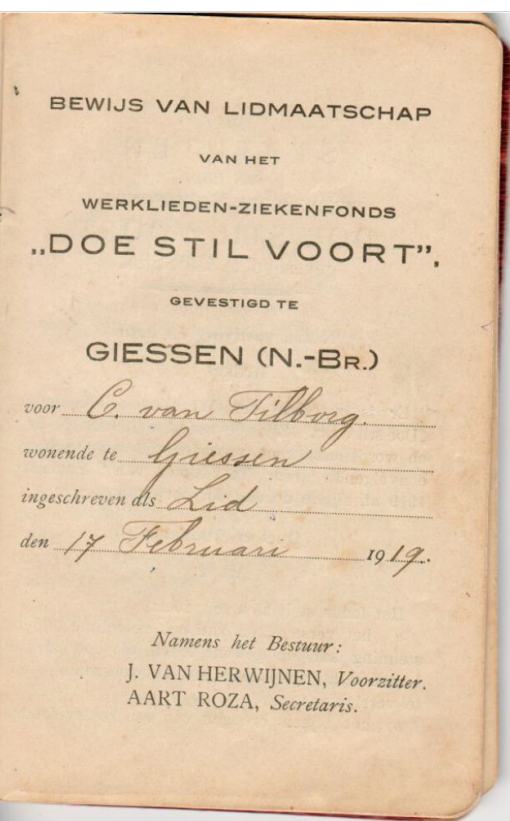 BEWIJS VAN LIDMAATSCHAP
VAN HET
WERKLIEDEN-ZIEKENFONDS
„DOE STIL VOORT”,
GEVESTIGD TE
GIESSEN (N.-BR.)
voor C. van Tilborg.
wonende te Giessen
ingeschreven als Lid
den 17 Februari 1919.
Namens het Bestuur:
J. VAN HERWIJNEN, Voorzitter.
AART ROZA, Secretaris.